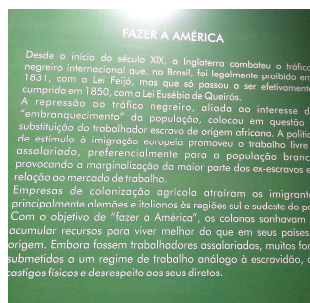 FAZER A AMÉRICA
Desde o início do século XIX, a Inglaterra combateu o tráfico
negreiro internacional que, no Brasil, foi legalmente proibido em
1831, com a Lei Feijó, mas que só passou a ser efetivamente
cumprida em 1850, com a Lei Eusébio de Queirós.
A repressão ao tráfico negreiro, aliada ao interesse d
"embranquecimento" da população, colocou em questão
substituição do trabalhador escravo de origem africana. A polític
de estímulo à imigração europeia promoveu o trabalho livre
assalariado, preferencialmente para a população branc
provocando a marginalização da maior parte dos ex-escravos e
relação ao mercado de trabalho.
Empresas de colonização agrícola atraíram os imigrant
principalmente alemães e italianos às regiões sul e sudeste do pa
Com o objetivo de "fazer a América", os colonos sonhavam
acumular recursos para viver melhor do que em seus países
origem. Embora fossem trabalhadores assalariados, muitos for
submetidos a um regime de trabalho análogo à escravidão,
castigos físicos e desrespeito aos seus direitos.